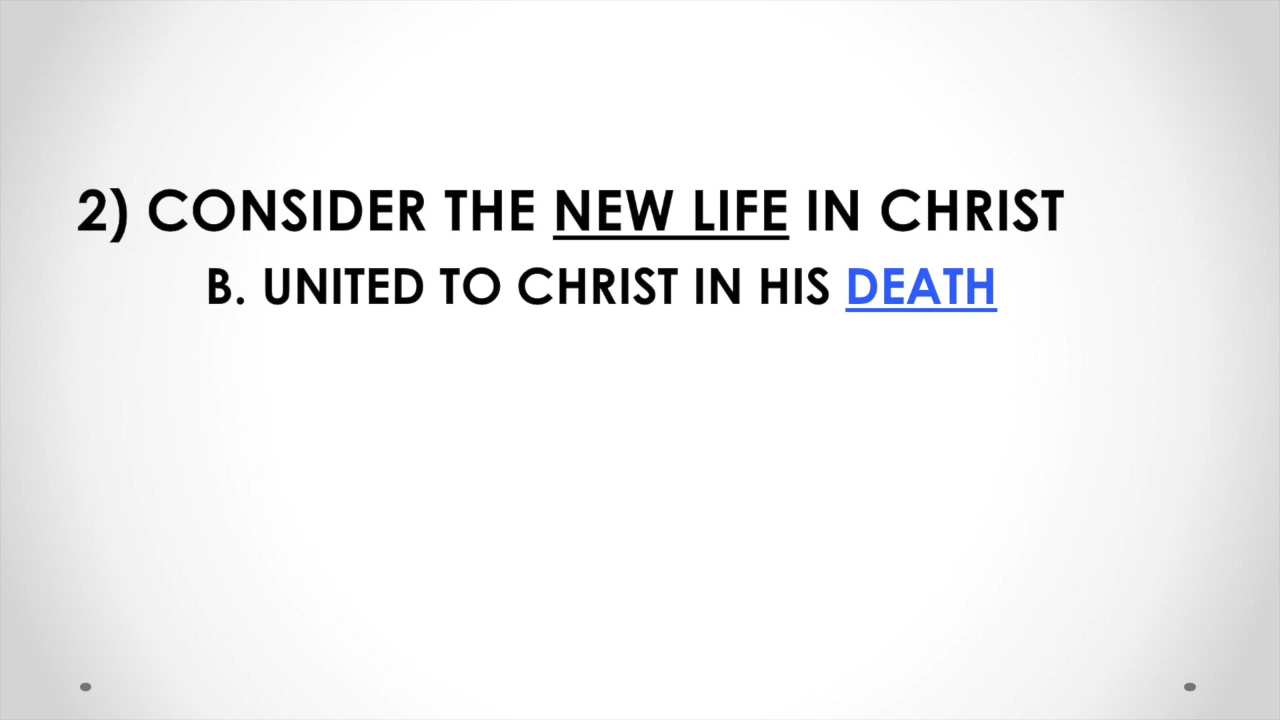 2) CONSIDER THE NEW LIFE IN CHRIST
B. UNITED TO CHRIST IN HIS DEATH